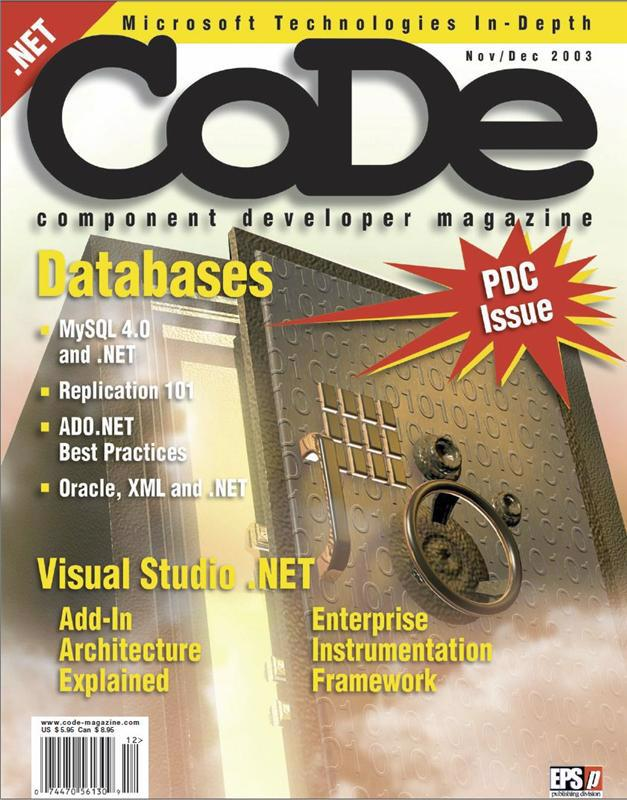 .NET
Microsoft Technologies In-Depth
Nov/Dec 2003
CoDe
component developer magazine
Databases
PDC
Issue
MySQL 4.0
and .NET
Replication 101
ADO.NET
Best Practices
Oracle, XML and .NET
Visual Studio .NET
Add-In
Architecture
Explained
Enterprise
Instrumentation
Framework
www.code-magazine.com
US $5.95 Can $8.95
12>
0 74470 56130 9
EPS p
publishing division